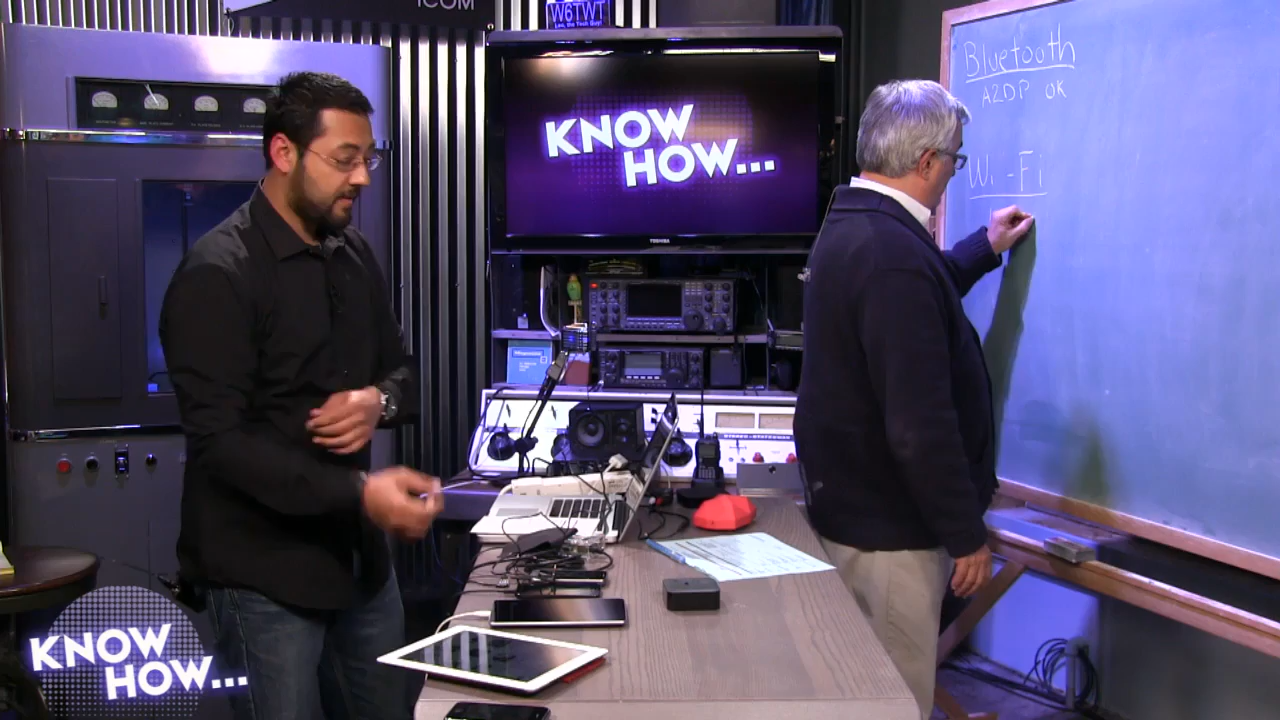 ICOM
W6TWT
Leo, the Tech Guy!
KNOW
HOW...
TOSHIBA
Bluetooth
A2DP OK
Wi-Fi
KNOW
HOW...